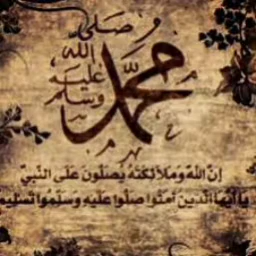 محمد
صلى
الله
عليه
وسلم
إن الله وملائكته يصلون على النبي
يا أيها الذين آمنوا صلوا عليه وسلموا تسليما